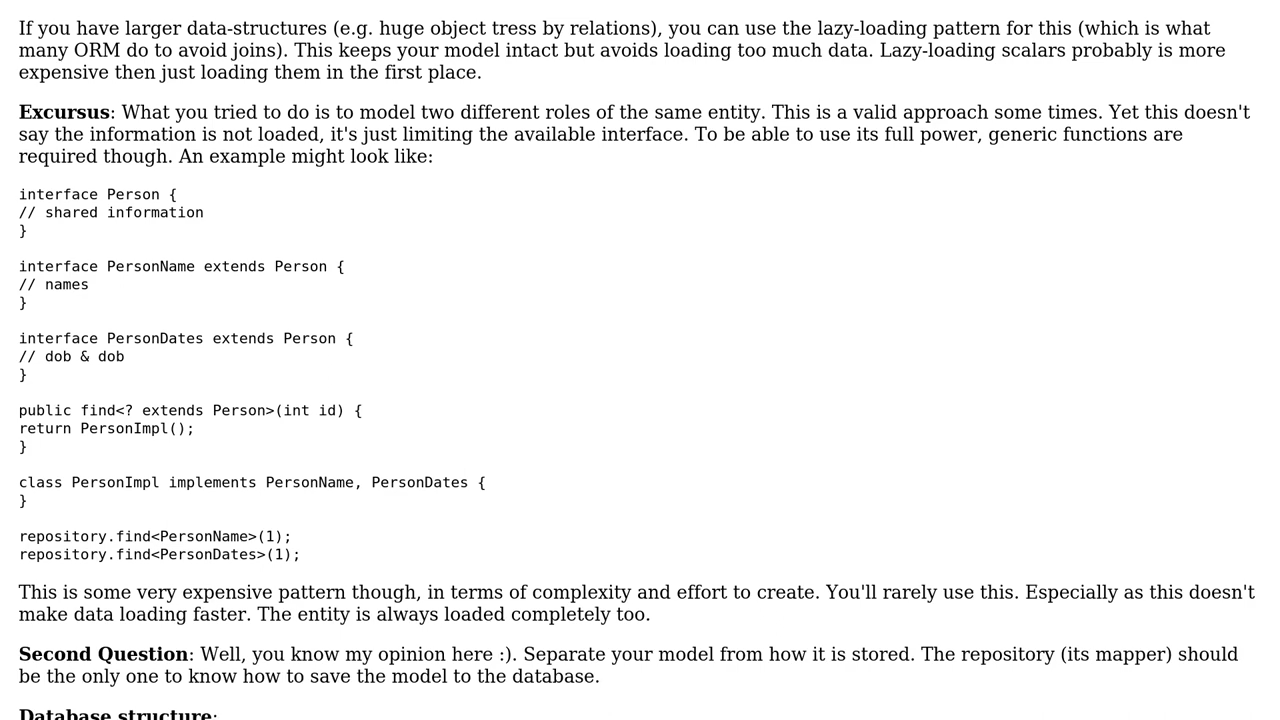 If you have larger data-structures (e.g. huge object tress by relations), you can use the lazy-loading pattern for this (which is what
many ORM do to avoid joins). This keeps your model intact but avoids loading too much data. Lazy-loading scalars probably is more
expensive then just loading them in the first place.
Excursus: What you tried to do is to model two different roles of the same entity. This is a valid approach some times. Yet this doesn't
say the information is not loaded, it's just limiting the available interface. To be able to use its full power, generic functions are
required though. An example might look like:
interface Person {
// shared information
}
interface PersonName extends Person {
// names
}
interface PersonDates extends Person {
// dob & dob
}
public find<? extends Person>(int id) {
return PersonImpl();
}
class PersonImpl implements PersonName, PersonDates {
}
repository.find<PersonName>(1);
repository.find<PersonDates>(1);
This is some very expensive pattern though, in terms of complexity and effort to create. You'll rarely use this. Especially as this doesn't
make data loading faster. The entity is always loaded completely too.
Second Question: Well, you know my opinion here :). Separate your model from how it is stored. The repository (its mapper) should
be the only one to know how to save the model to the database.
Database structure: